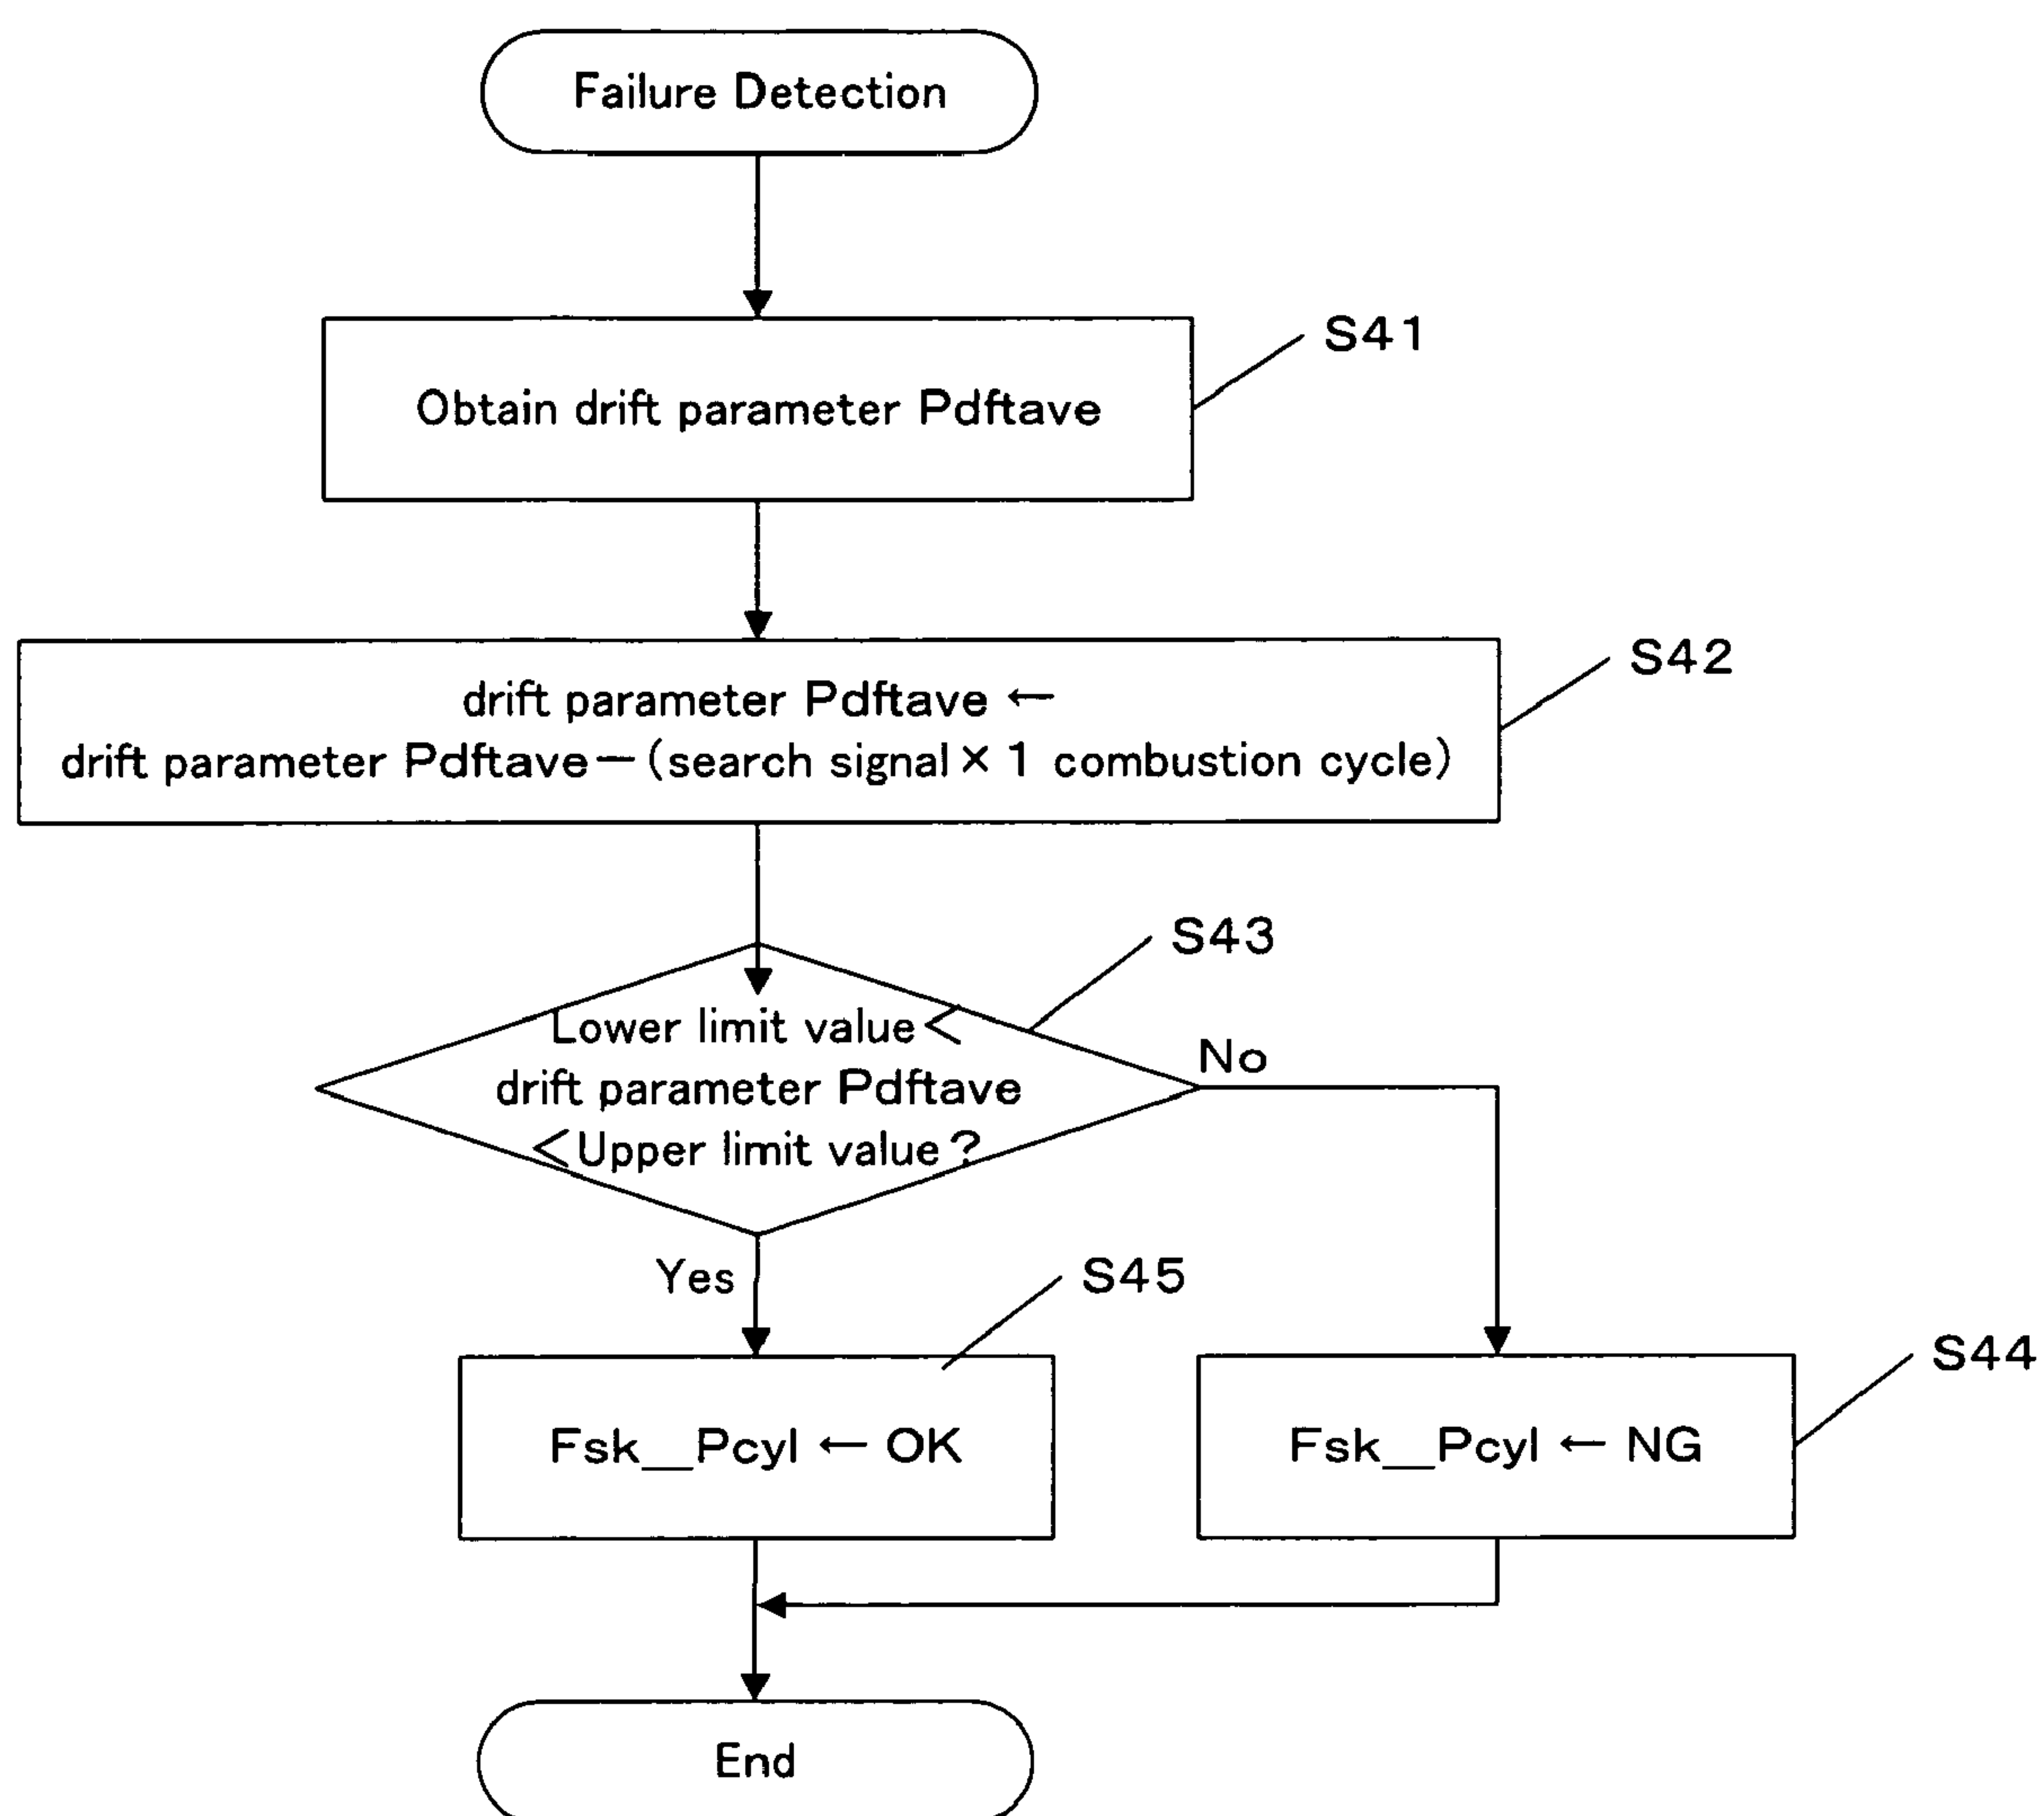 Failure Detection
S41
Obtain drift parameter Pdftave
S42
drift parameter Pdftave ←
drift parameter Pdftave − (search signal × 1 combustion cycle)
S43
Lower limit value <
drift parameter Pdftave
< Upper limit value ?
No
Yes
S45
S44
Fsk__Pcyl ← OK
Fsk__Pcyl ← NG
End